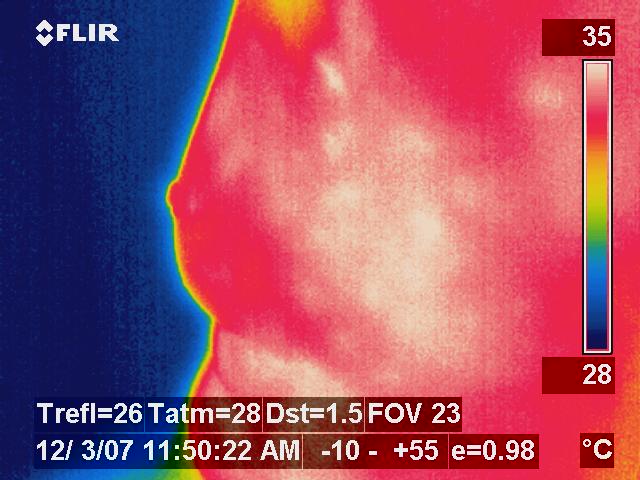 FLIR
35
28
Trefl=26 Tatm=28 Dst=1.5 FOV 23
12/ 3/07 11:50:22 AM -10 - +55 e=0.98 °C